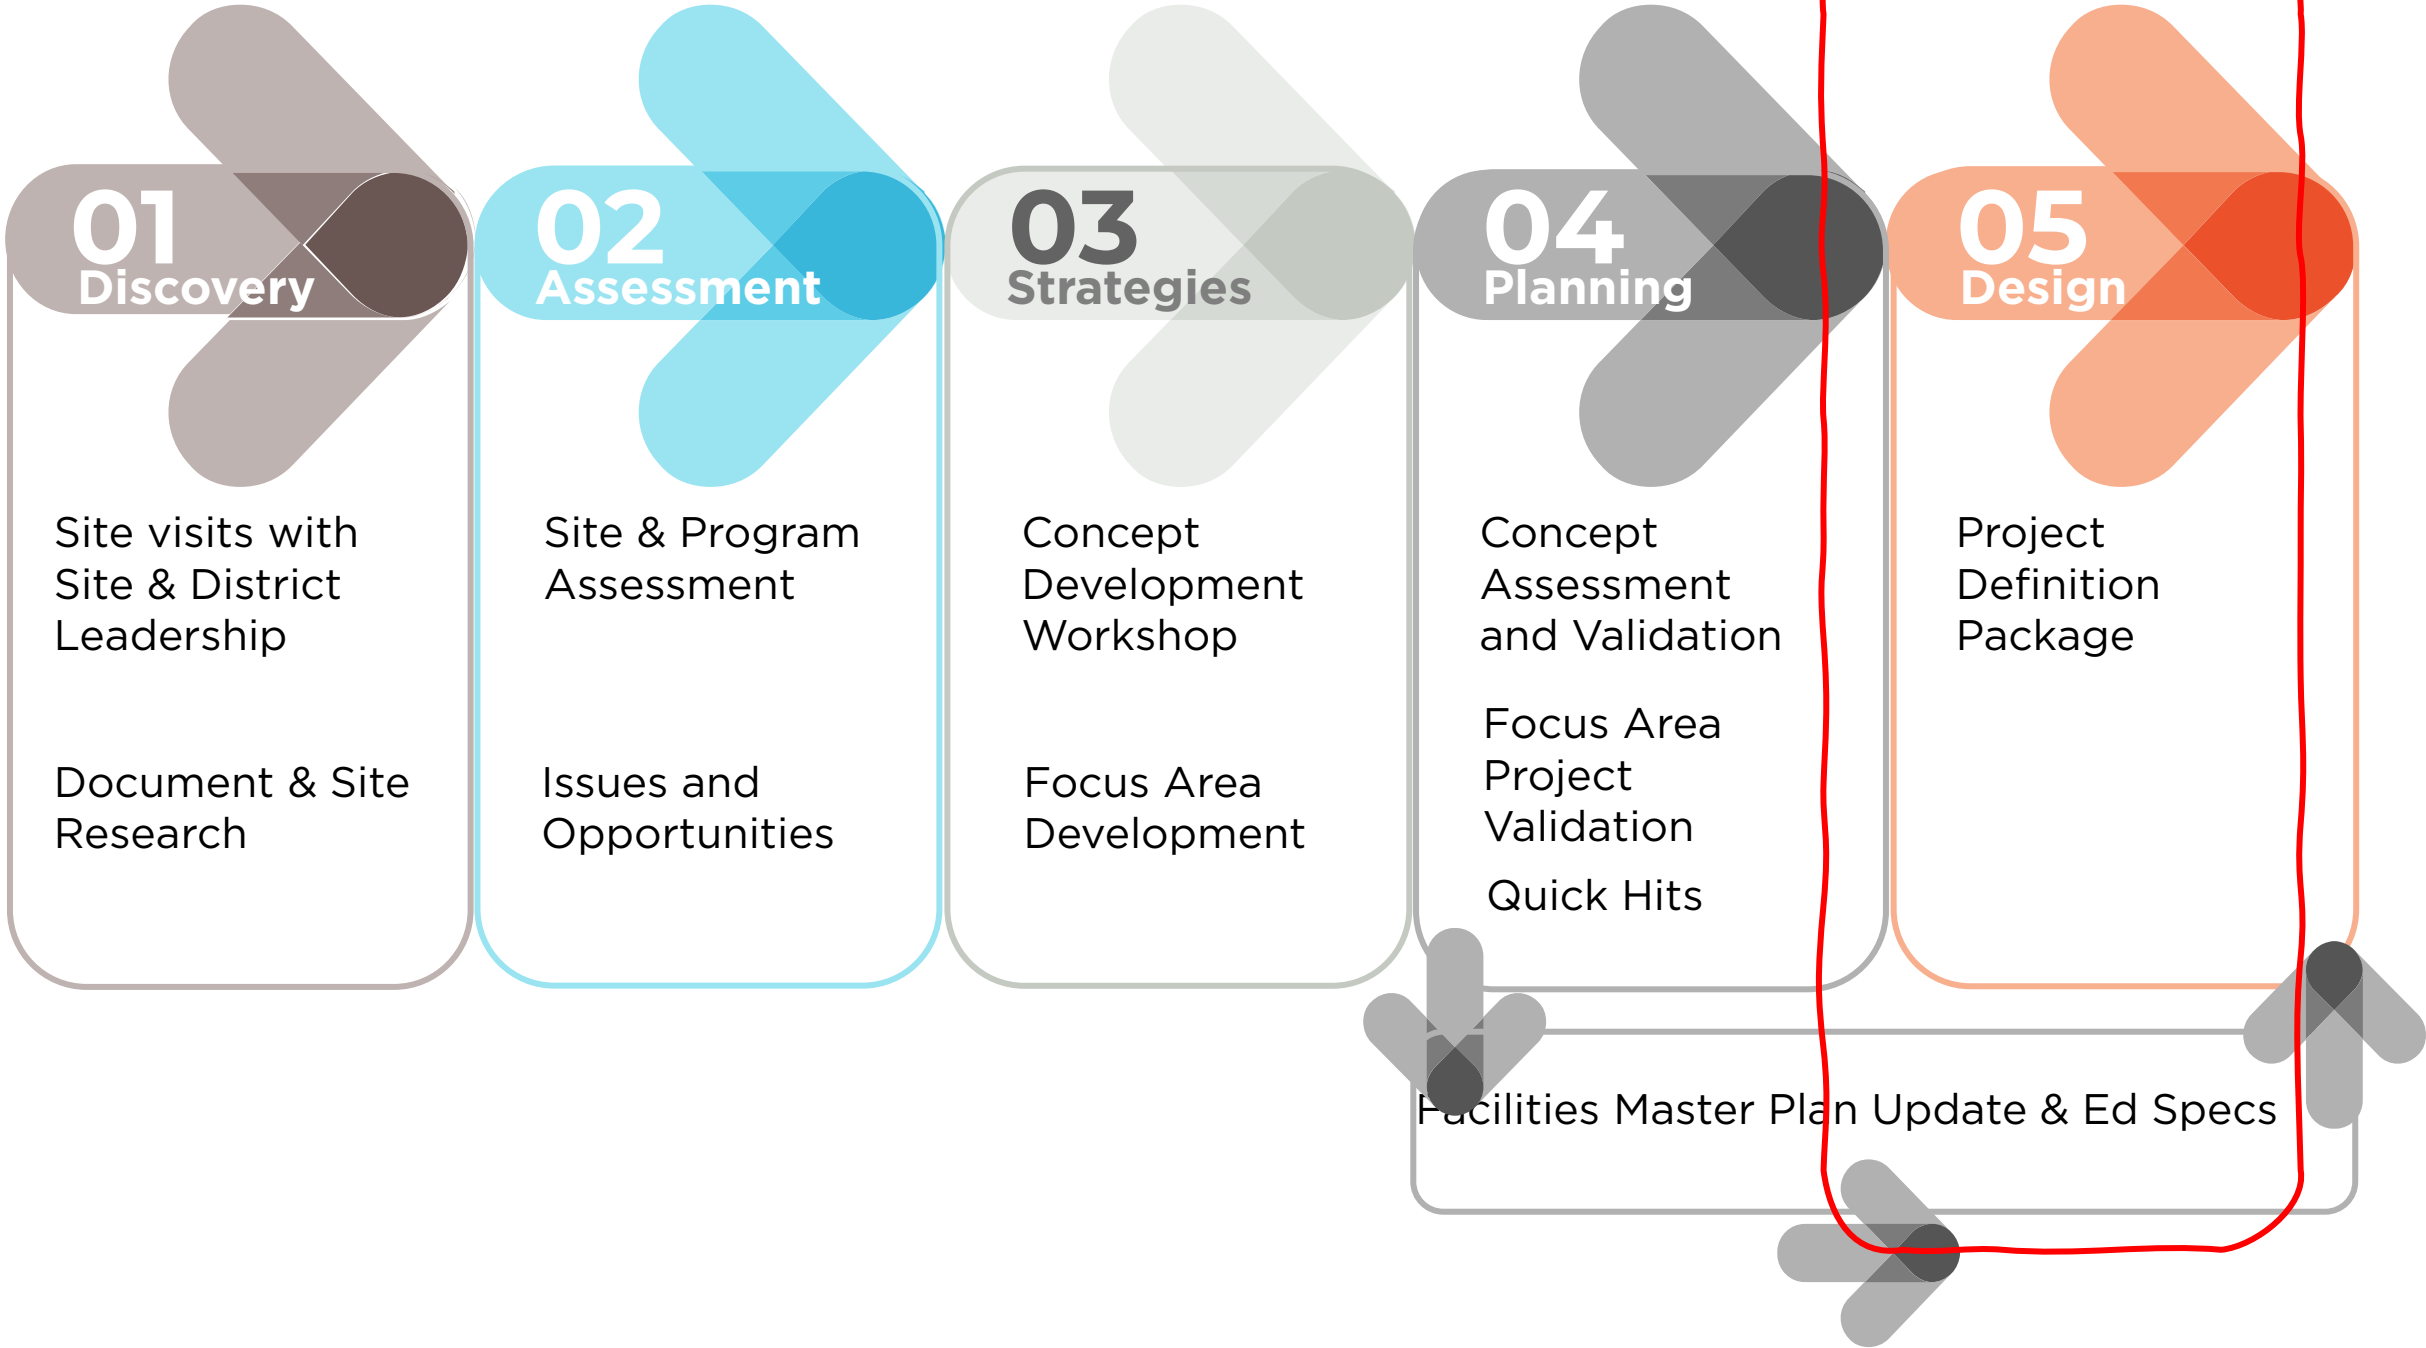 01
Discovery
Site visits with
Site & District
Leadership
Document & Site
Research
02
Assessment
Site & Program
Assessment
Issues and
Opportunities
03
Strategies
Concept
Development
Workshop
Focus Area
Development
04
Planning
Concept
Assessment
and Validation
Focus Area
Project
Validation
Quick Hits
05
Design
Project
Definition
Package
Facilities Master Plan Update & Ed Specs